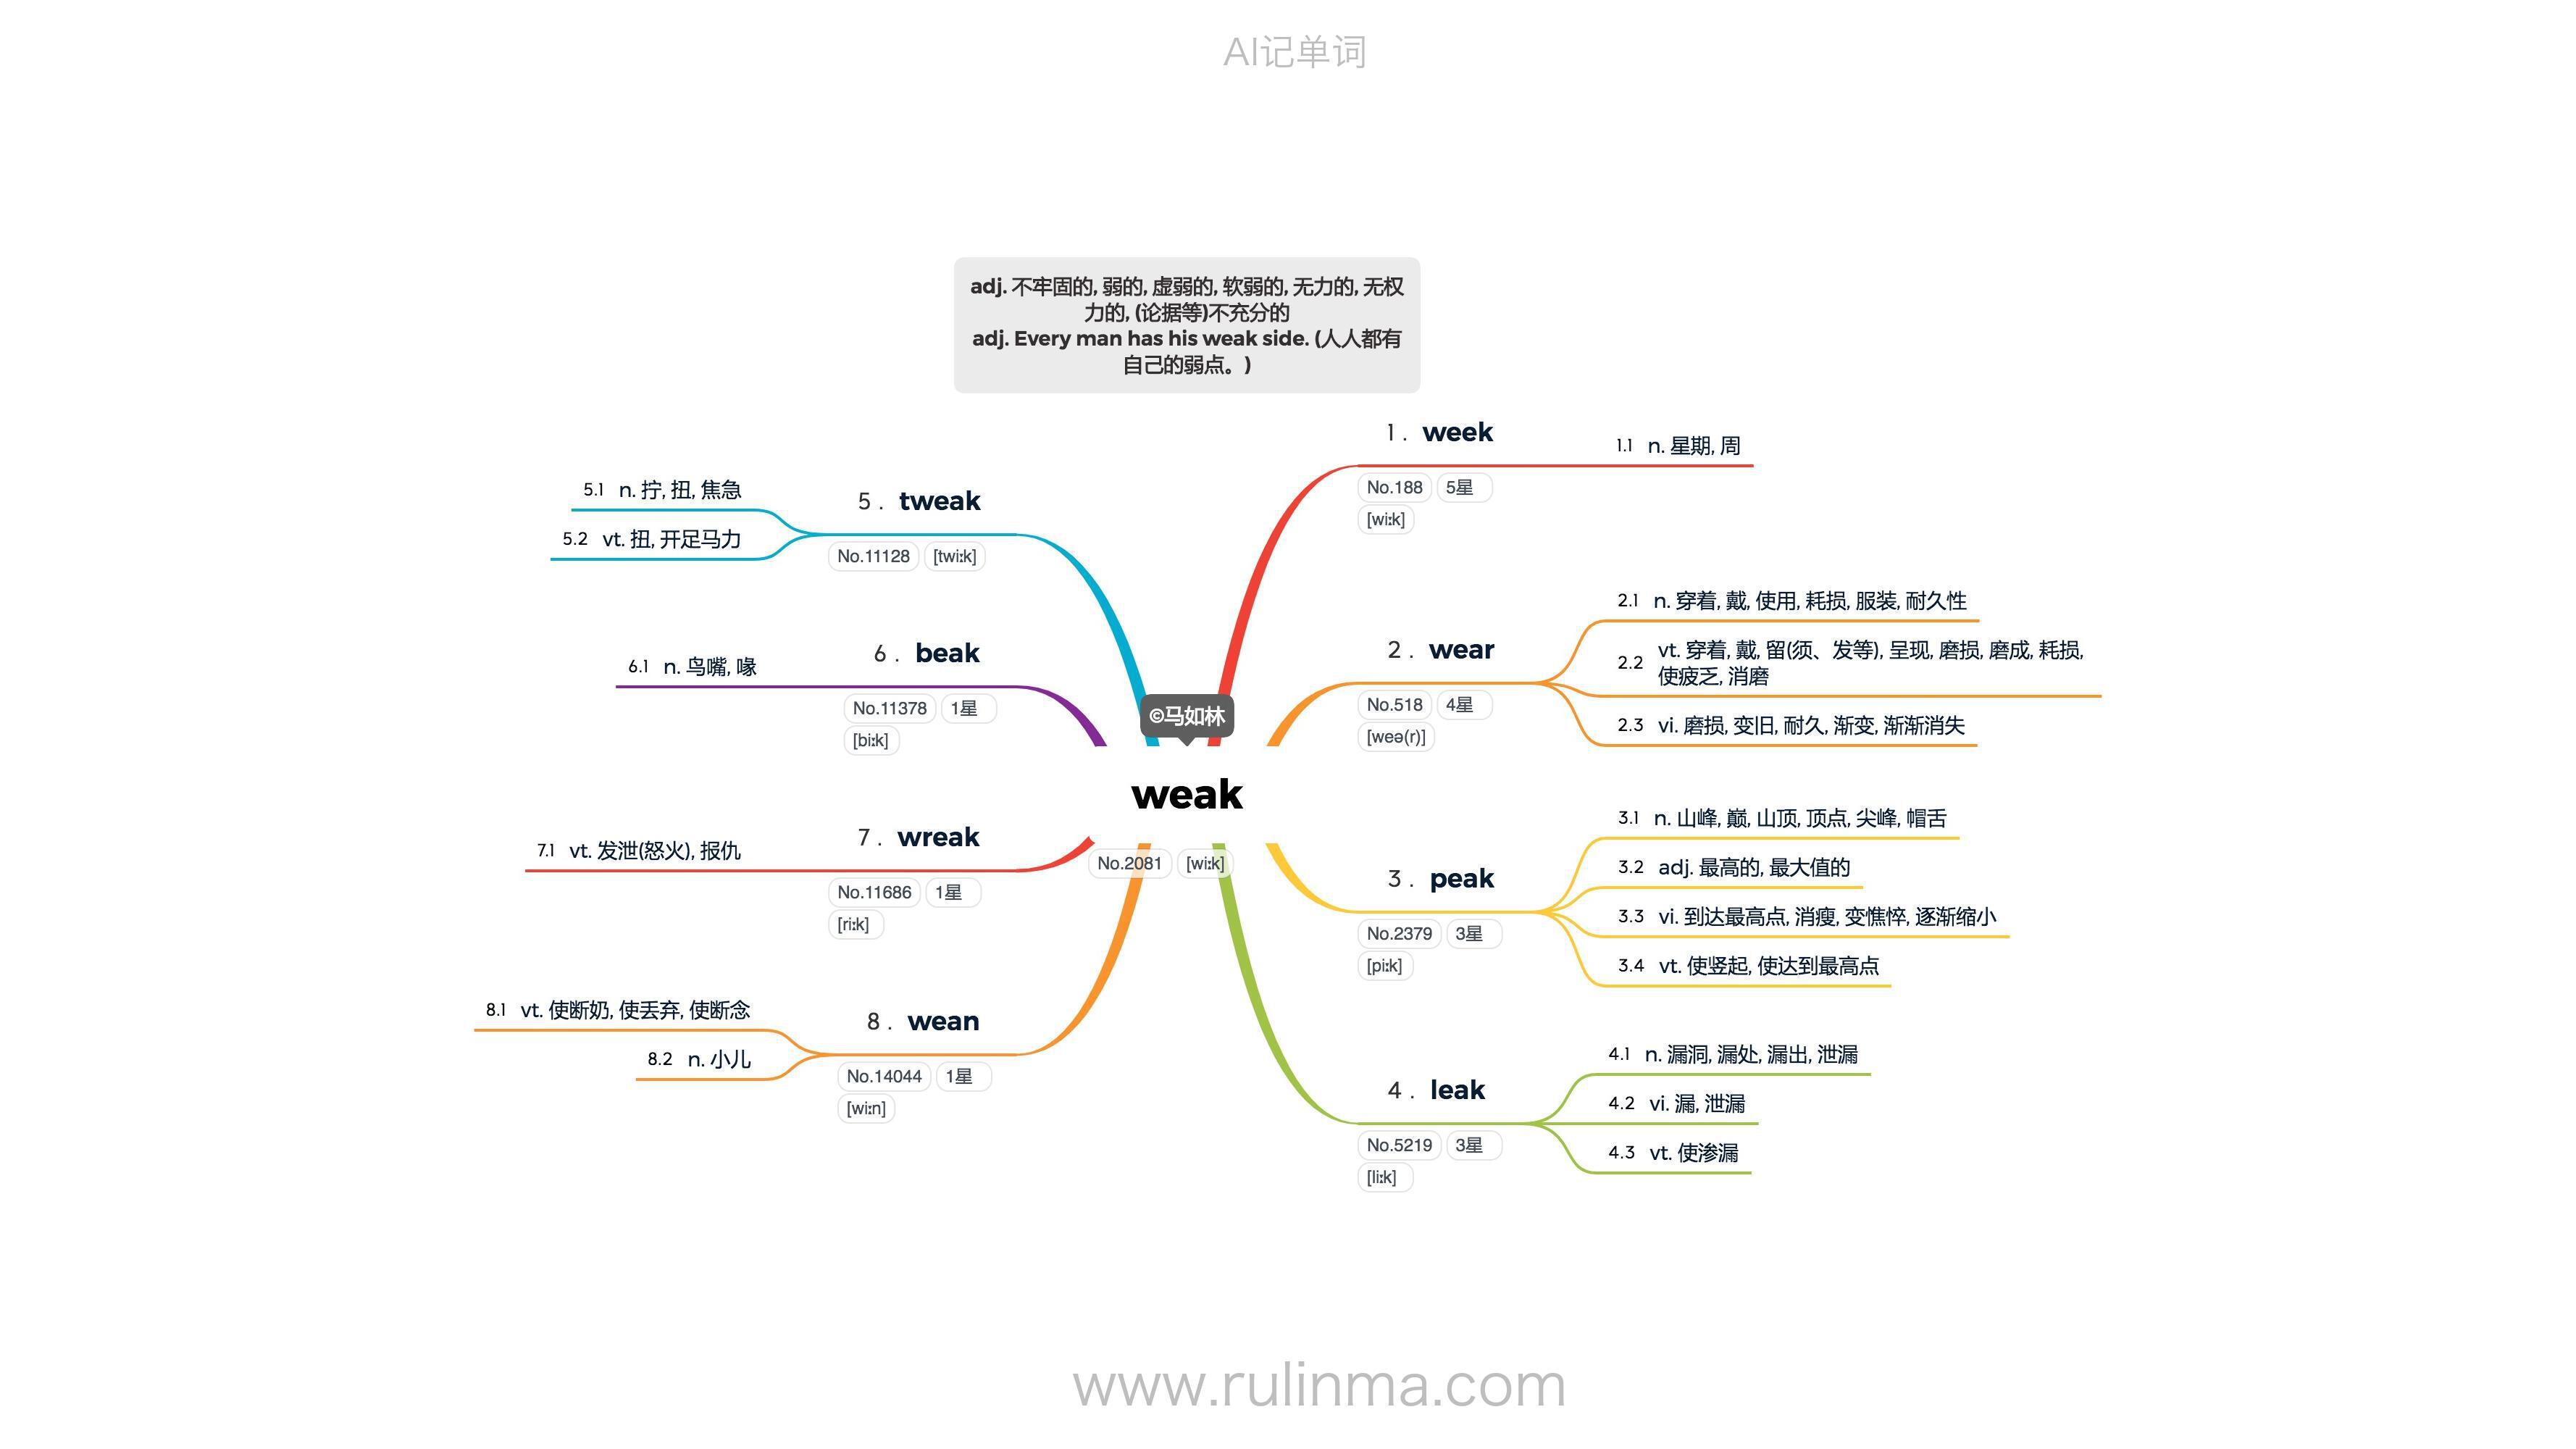 AI记单词
adj. 不牢固的, 弱的, 虚弱的, 软弱的, 无力的, 无权
力的, (论据等)不充分的
adj. Every man has his weak side. (人人都有
自己的弱点。)
©马如林
weak
No.2081 [wiːk]
1 . week
No.188 5星
[wiːk]
1.1 n. 星期, 周
2 . wear
No.518 4星
[weə(r)]
2.1 n. 穿着, 戴, 使用, 耗损, 服装, 耐久性
2.2 vt. 穿着, 戴, 留(须、发等), 呈现, 磨损, 磨成, 耗损,
使疲乏, 消磨
2.3 vi. 磨损, 变旧, 耐久, 渐变, 渐渐消失
3 . peak
No.2379 3星
[piːk]
3.1 n. 山峰, 巅, 山顶, 顶点, 尖峰, 帽舌
3.2 adj. 最高的, 最大值的
3.3 vi. 到达最高点, 消瘦, 变憔悴, 逐渐缩小
3.4 vt. 使竖起, 使达到最高点
4 . leak
No.5219 3星
[liːk]
4.1 n. 漏洞, 漏处, 漏出, 泄漏
4.2 vi. 漏, 泄漏
4.3 vt. 使渗漏
5 . tweak
No.11128 [twiːk]
5.1 n. 拧, 扭, 焦急
5.2 vt. 扭, 开足马力
6 . beak
No.11378 1星
[biːk]
6.1 n. 鸟嘴, 喙
7 . wreak
No.11686 1星
[riːk]
7.1 vt. 发泄(怒火), 报仇
8 . wean
No.14044 1星
[wiːn]
8.1 vt. 使断奶, 使丢弃, 使断念
8.2 n. 小儿
www.rulinma.com